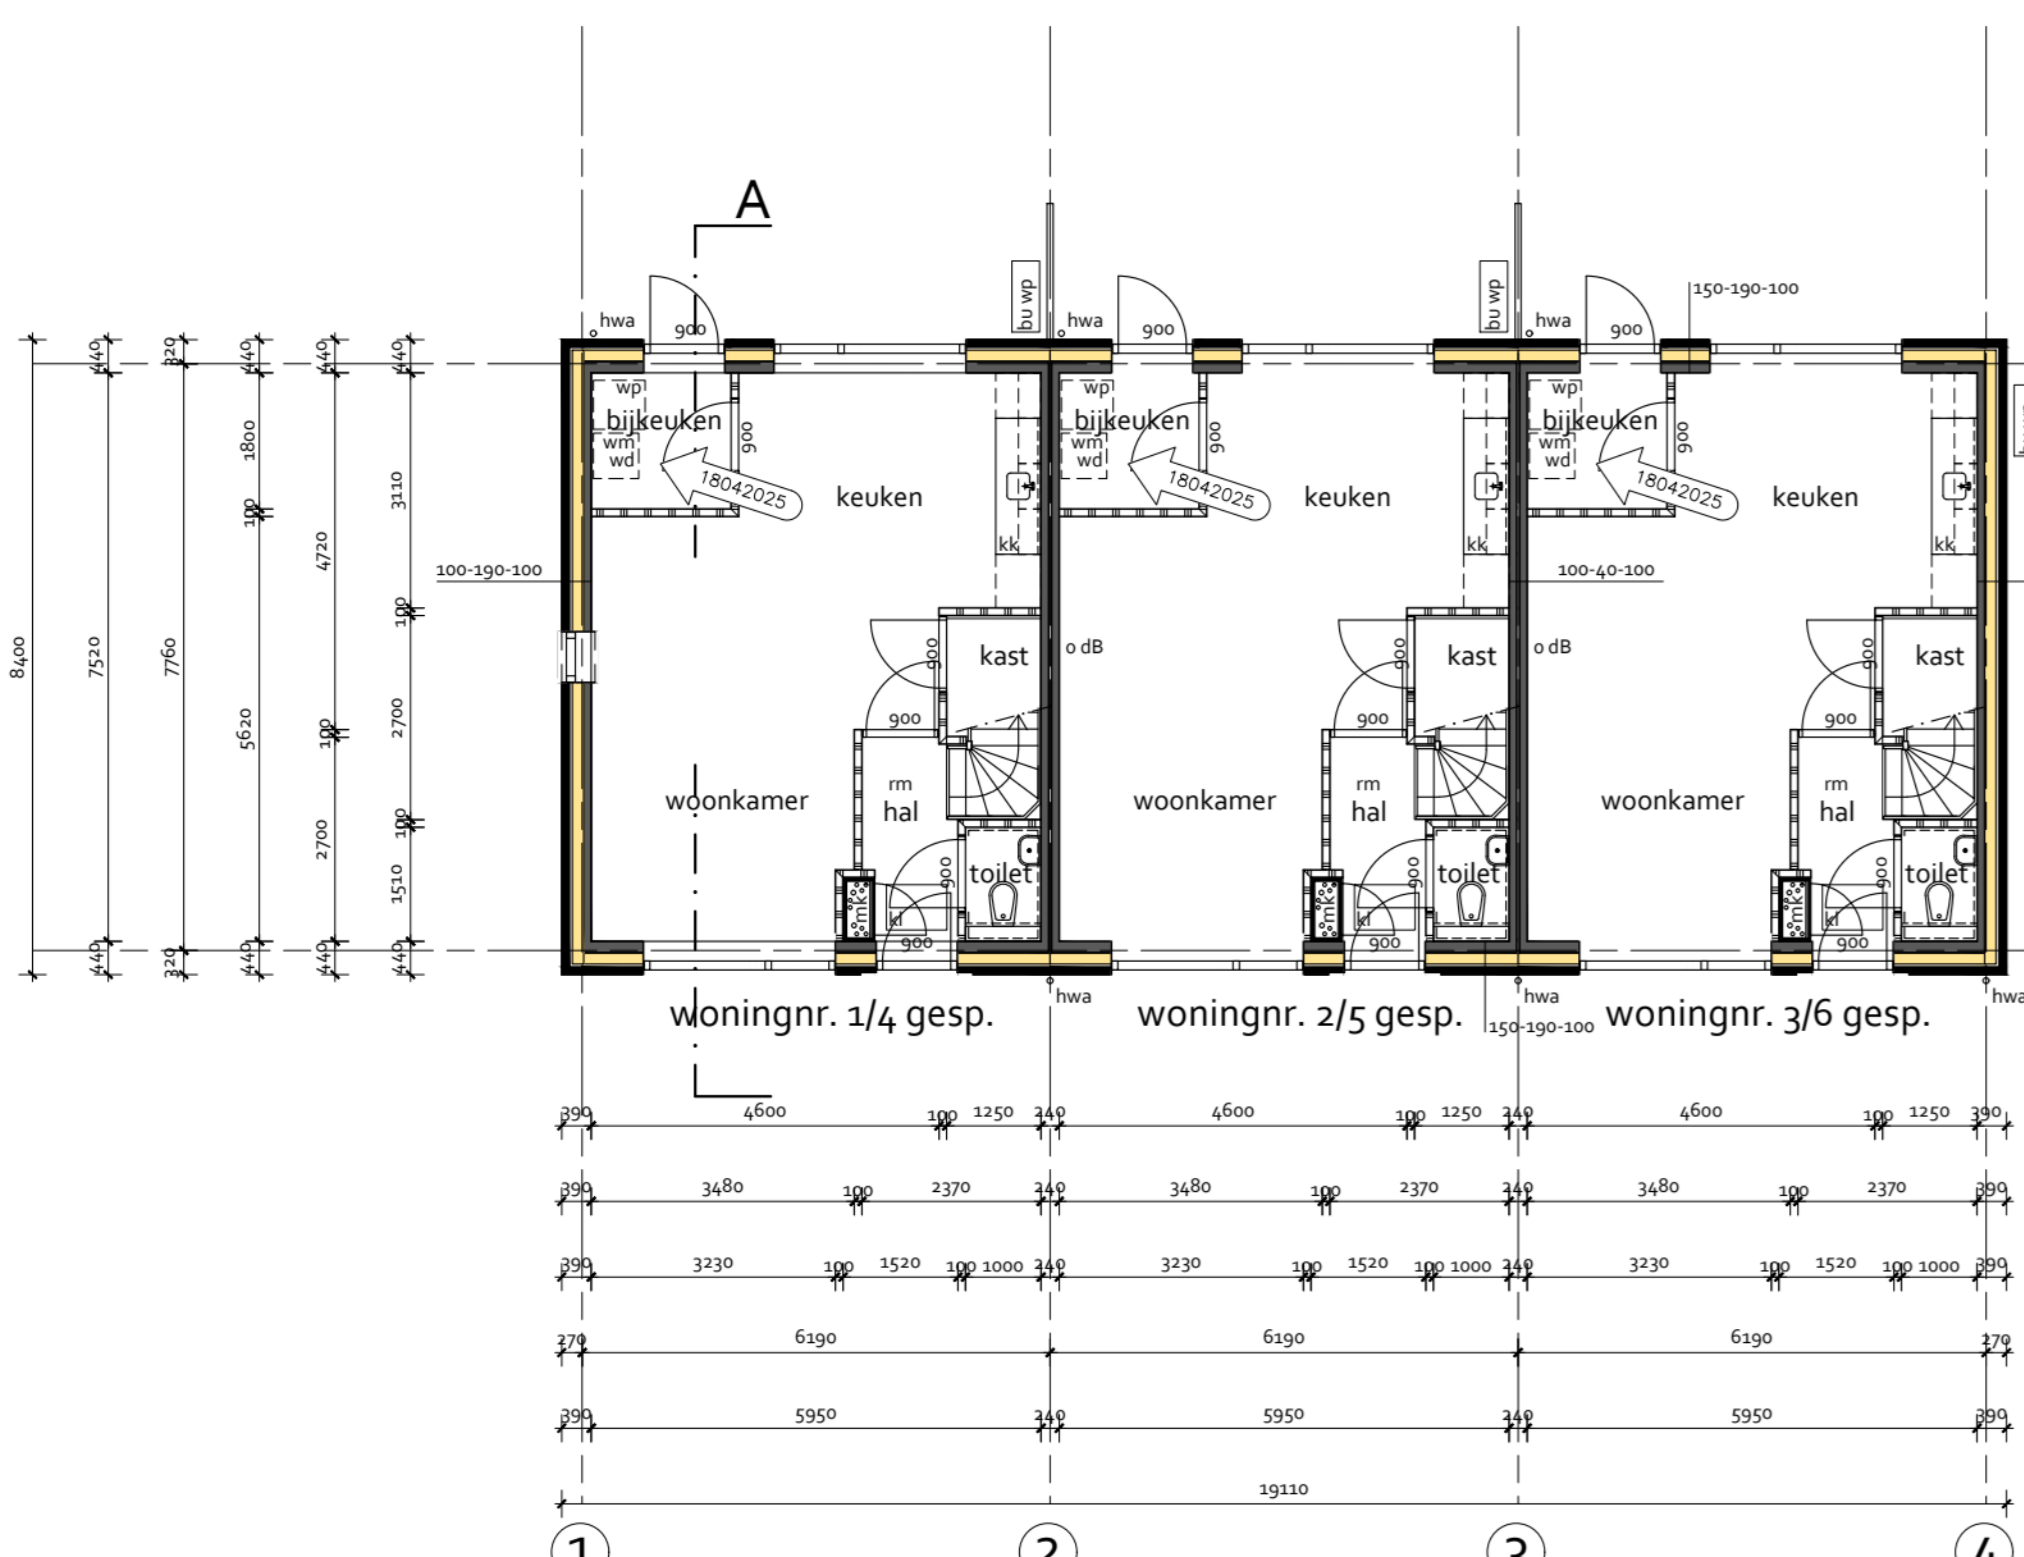 A
150-190-100
bu wp
bu wp
hwa
900
hwa
900
hwa
900
wp
bijkeuken
wm
wd
900
18042025
keuken
kk
wp
bijkeuken
wm
wd
900
18042025
keuken
kk
wp
bijkeuken
wm
wd
900
18042025
keuken
kk
100-190-100
100-40-100
900
kast
0 dB
900
kast
0 dB
900
kast
900
900
900
woonkamer
rm
hal
woonkamer
rm
hal
woonkamer
rm
hal
mk
kl
900
toilet
900
mk
kl
900
toilet
900
mk
kl
900
toilet
900
hwa
hwa
hwa
woningnr. 1/4 gesp.
woningnr. 2/5 gesp.
150-190-100
woningnr. 3/6 gesp.
8400
440
7520
440
320
7760
320
440
1800
100
5620
440
440
4720
100
2700
440
440
3110
100
2700
100
1510
440
390 4600 100 1250 240 4600 100 1250 240 4600 100 1250 390
390 3480 100 2370 240 3480 100 2370 240 3480 100 2370 390
390 3230 100 1520 100 1000 240 3230 100 1520 100 1000 240 3230 100 1520 100 1000 390
270 6190 6190 6190 270
390 5950 240 5950 240 5950 390
19110
1 2 3 4